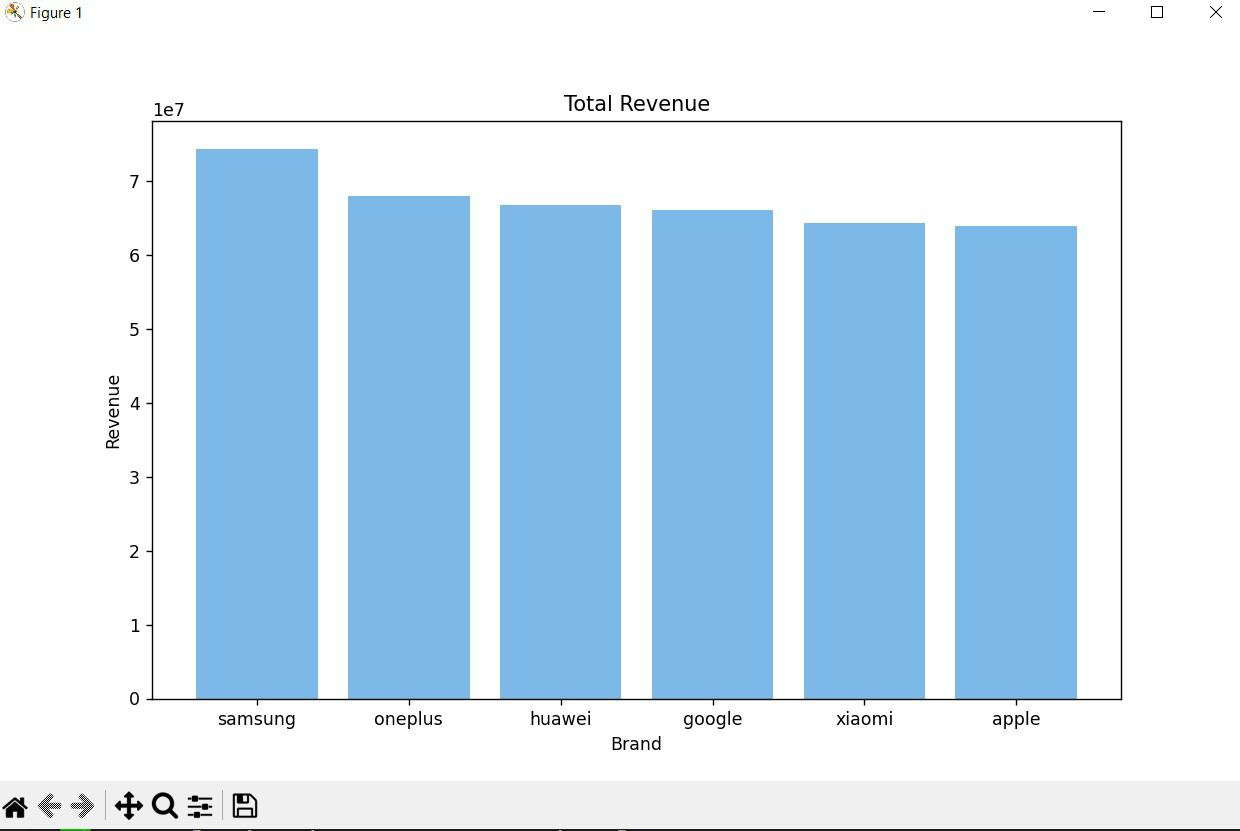 Figure 1
Total Revenue
1e7
7
6
5
4
3
2
1
0
Revenue
samsung oneplus huawei google xiaomi apple
Brand